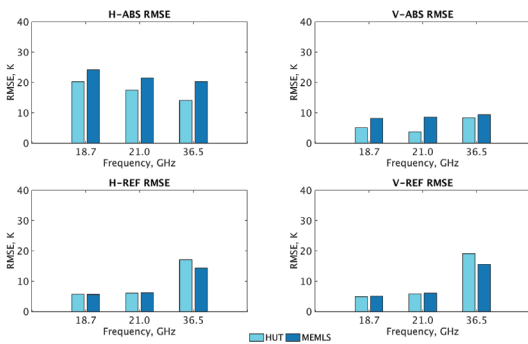 H-ABS RMSE
40
30
20
10
0
RMSE, K
18.7 21.0 36.5
Frequency, GHz
V-ABS RMSE
40
30
20
10
0
RMSE, K
18.7 21.0 36.5
Frequency, GHz
H-REF RMSE
40
30
20
10
0
RMSE, K
18.7 21.0 36.5
Frequency, GHz
V-REF RMSE
40
30
20
10
0
RMSE, K
18.7 21.0 36.5
Frequency, GHz
HUT MEMLS